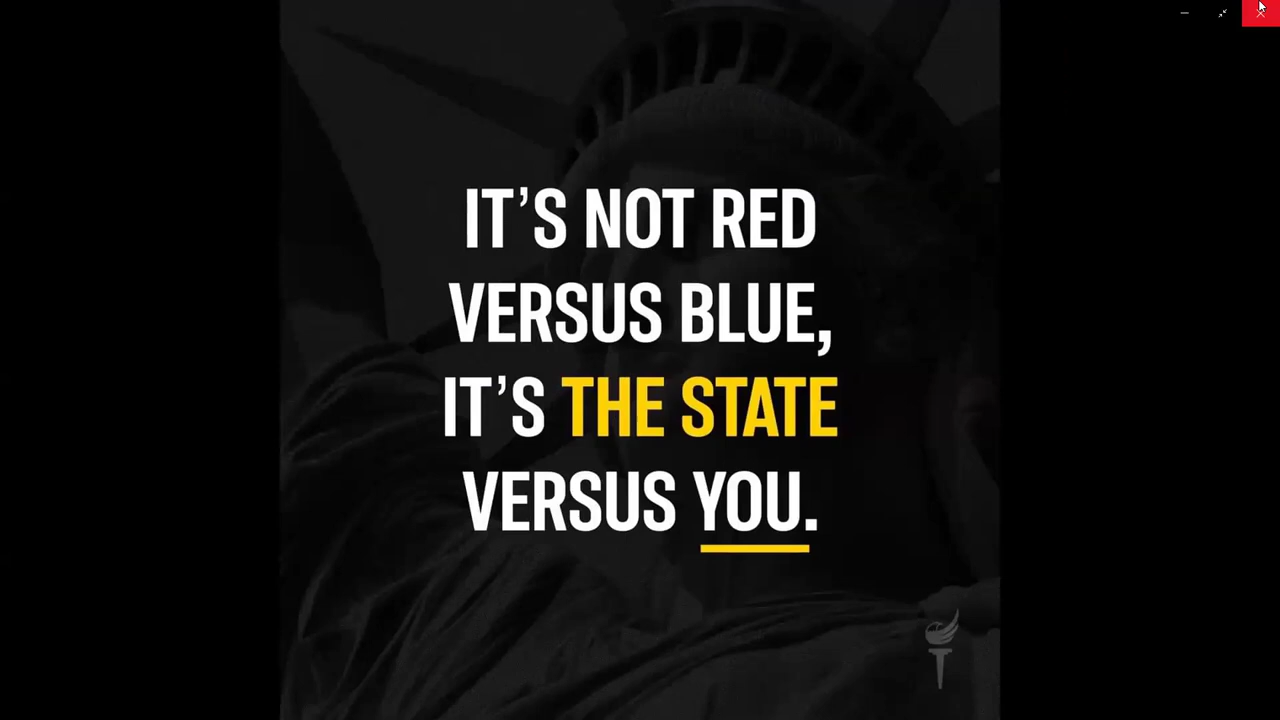 IT’S NOT RED
VERSUS BLUE,
IT’S THE STATE
VERSUS YOU.